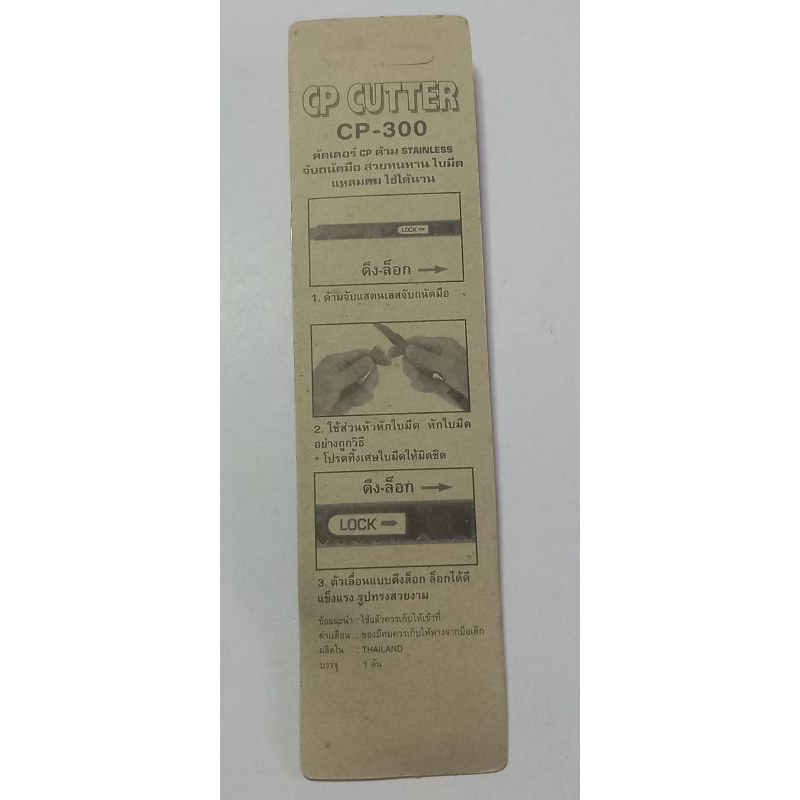 CP CUTTER
CP-300
คัตเตอร์ CP ด้าม STAINLESS
จับถนัดมือ สวยทนทาน ใบมีด
แหลมคม ใช้ได้นาน
LOCK
ดึง-ล็อก
1. ด้ามจับแสตนเลสจับถนัดมือ
2. ใช้ส่วนหัวหักใบมีด หักใบมีด
อย่างถูกวิธี
* โปรดทิ้งเศษใบมีดให้มิดชิด
ดึง-ล็อก
LOCK
3. ตัวเลื่อนแบบดึงล็อก ล็อกได้ดี
แข็งแรง รูปทรงสวยงาม
ข้อแนะนำ : ใช้แล้วควรเก็บให้เข้าที่
คำเตือน : ของมีคมควรเก็บให้ห่างจากมือเด็ก
ผลิตใน : THAILAND
บรรจุ : 1 อัน